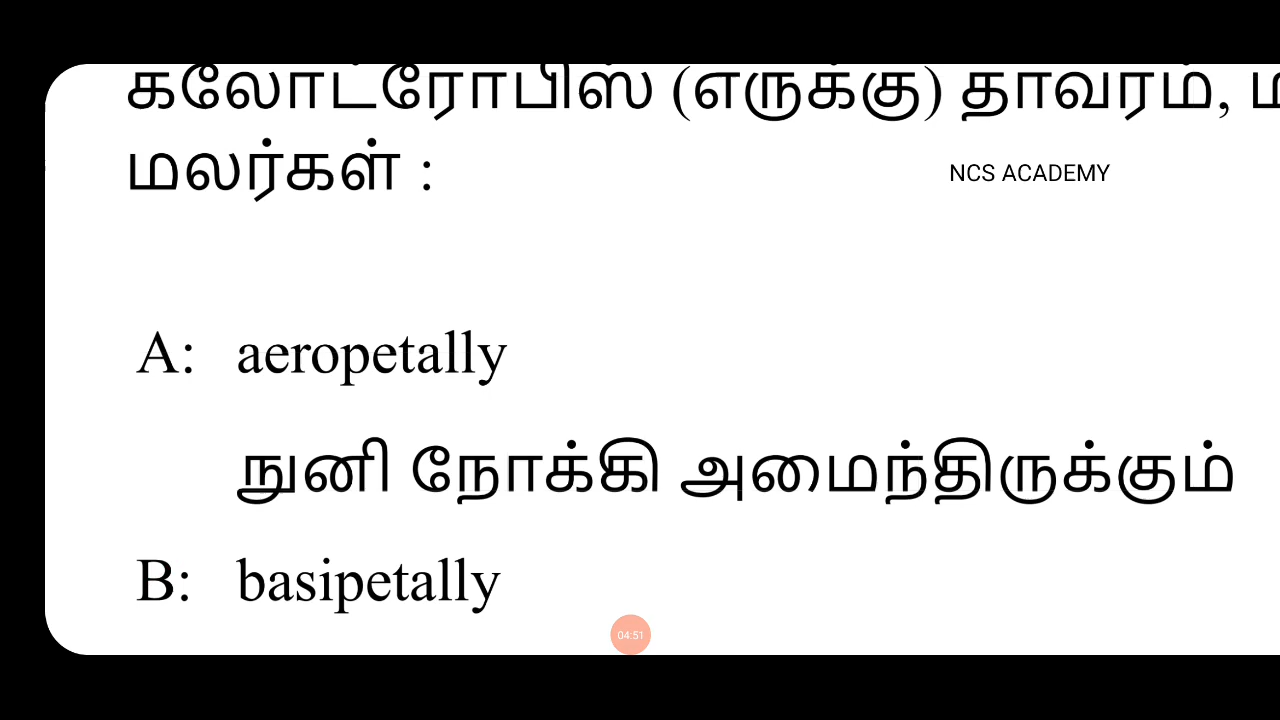 கலோட்ரோபிஸ் (எருக்கு) தாவரம்,
மலர்கள் :
NCS ACADEMY
A: aeropetally
நுனி நோக்கி அமைந்திருக்கும்
B: basipetally
04:51